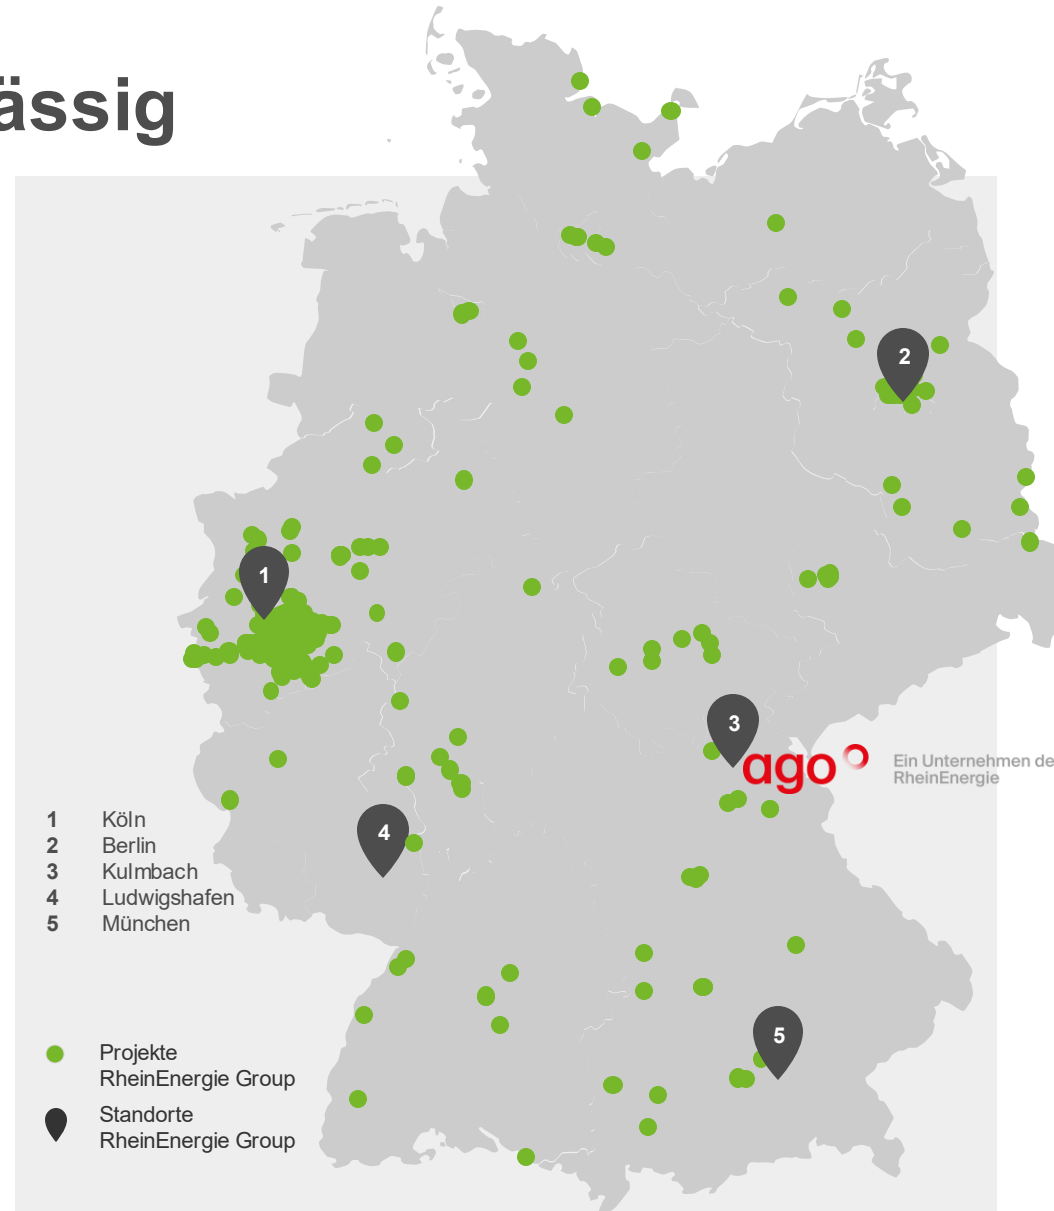 ässig
2
1
3
ago
Ein Unternehmen de
RheinEnergie
4
1 Köln
2 Berlin
3 Kulmbach
4 Ludwigshafen
5 München
5
Projekte
RheinEnergie Group
Standorte
RheinEnergie Group